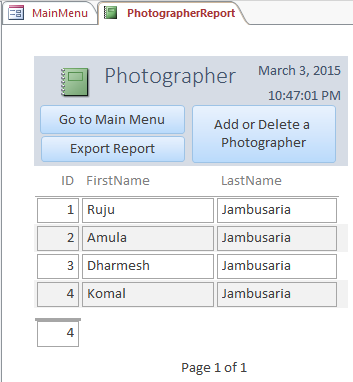 MainMenu PhotographerReport
Photographer March 3, 2015
10:47:01 PM
Go to Main Menu
Export Report
Add or Delete a
Photographer
ID FirstName LastName
1 Ruju Jambusaria
2 Amula Jambusaria
3 Dharmesh Jambusaria
4 Komal Jambusaria
4
Page 1 of 1